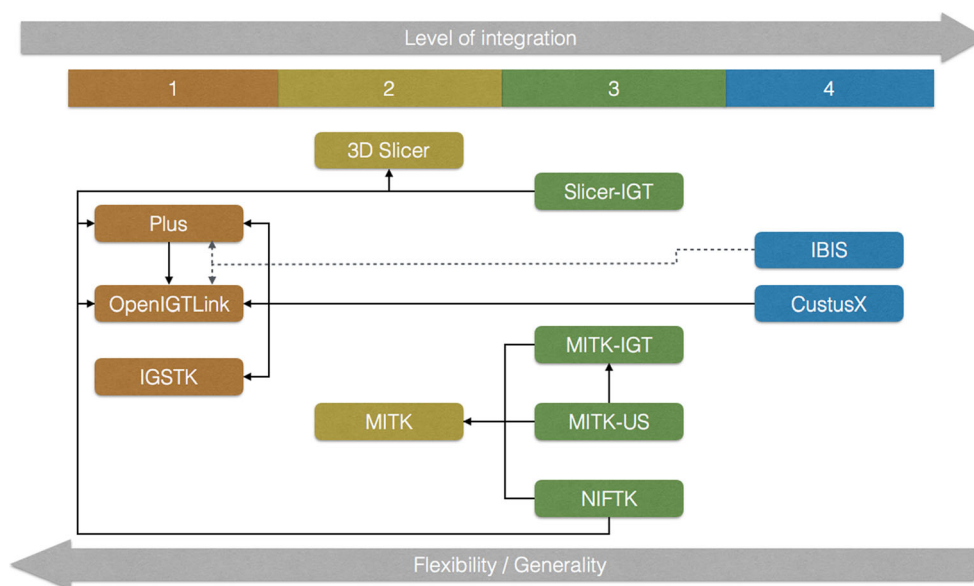 Level of integration
1 2 3 4
3D Slicer
Slicer-IGT
Plus
IBIS
OpenIGTLink
CustusX
MITK-IGT
IGSTK
MITK
MITK-US
NIFTK
Flexibility / Generality